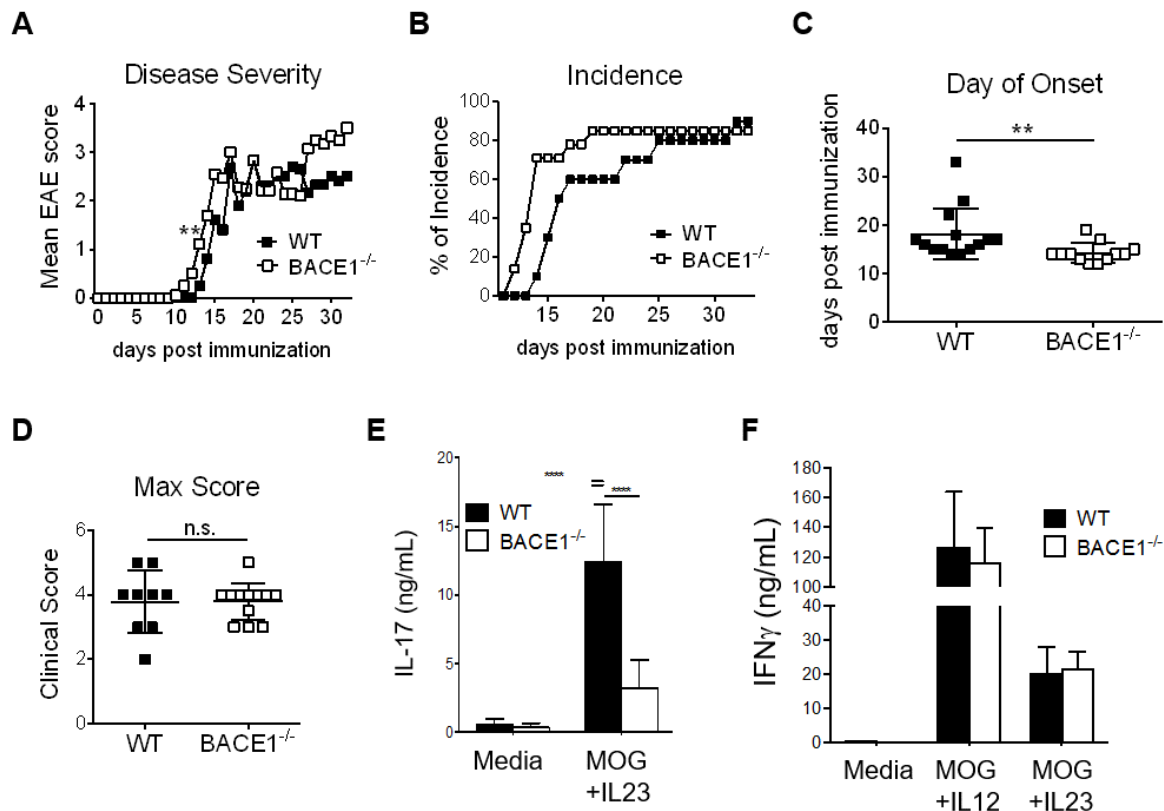 A
Disease Severity
Mean EAE score
4
3
2
1
0
**
WT
BACE1-/-
0 5 10 15 20 25 30
days post immunization
B
Incidence
% of Incidence
100
80
60
40
20
0
WT
BACE1-/-
15 20 25 30
days post immunization
C
Day of Onset
days post immunization
40
30
20
10
0
**
WT BACE1-/-
D
Max Score
Clinical Score
6
4
2
0
n.s.
WT BACE1-/-
E
IL-17 (ng/mL)
20
15
10
5
0
**** =
****
WT
BACE1-/-
Media MOG
+IL23
F
IFNγ (ng/mL)
180
160
140
120
100
80
40
30
20
10
0
WT
BACE1-/-
Media MOG MOG
+IL12 +IL23